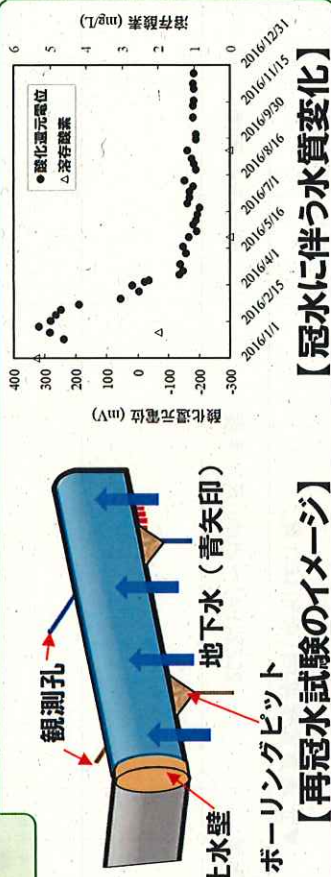 観測孔
地下水(青矢印)
止水壁
ボーリングピット
【再冠水試験のイメージ】
酸化還元電位 (mV)
400
300
200
100
0
-100
-200
-300
溶存酸素 (mg/L)
6
5
4
3
2
1
0
●酸化還元電位
△溶存酸素
2016/1/1
2016/2/15
2016/4/1
2016/5/16
2016/7/1
2016/8/16
2016/9/30
2016/11/15
2016/12/31
【冠水に伴う水質変化】